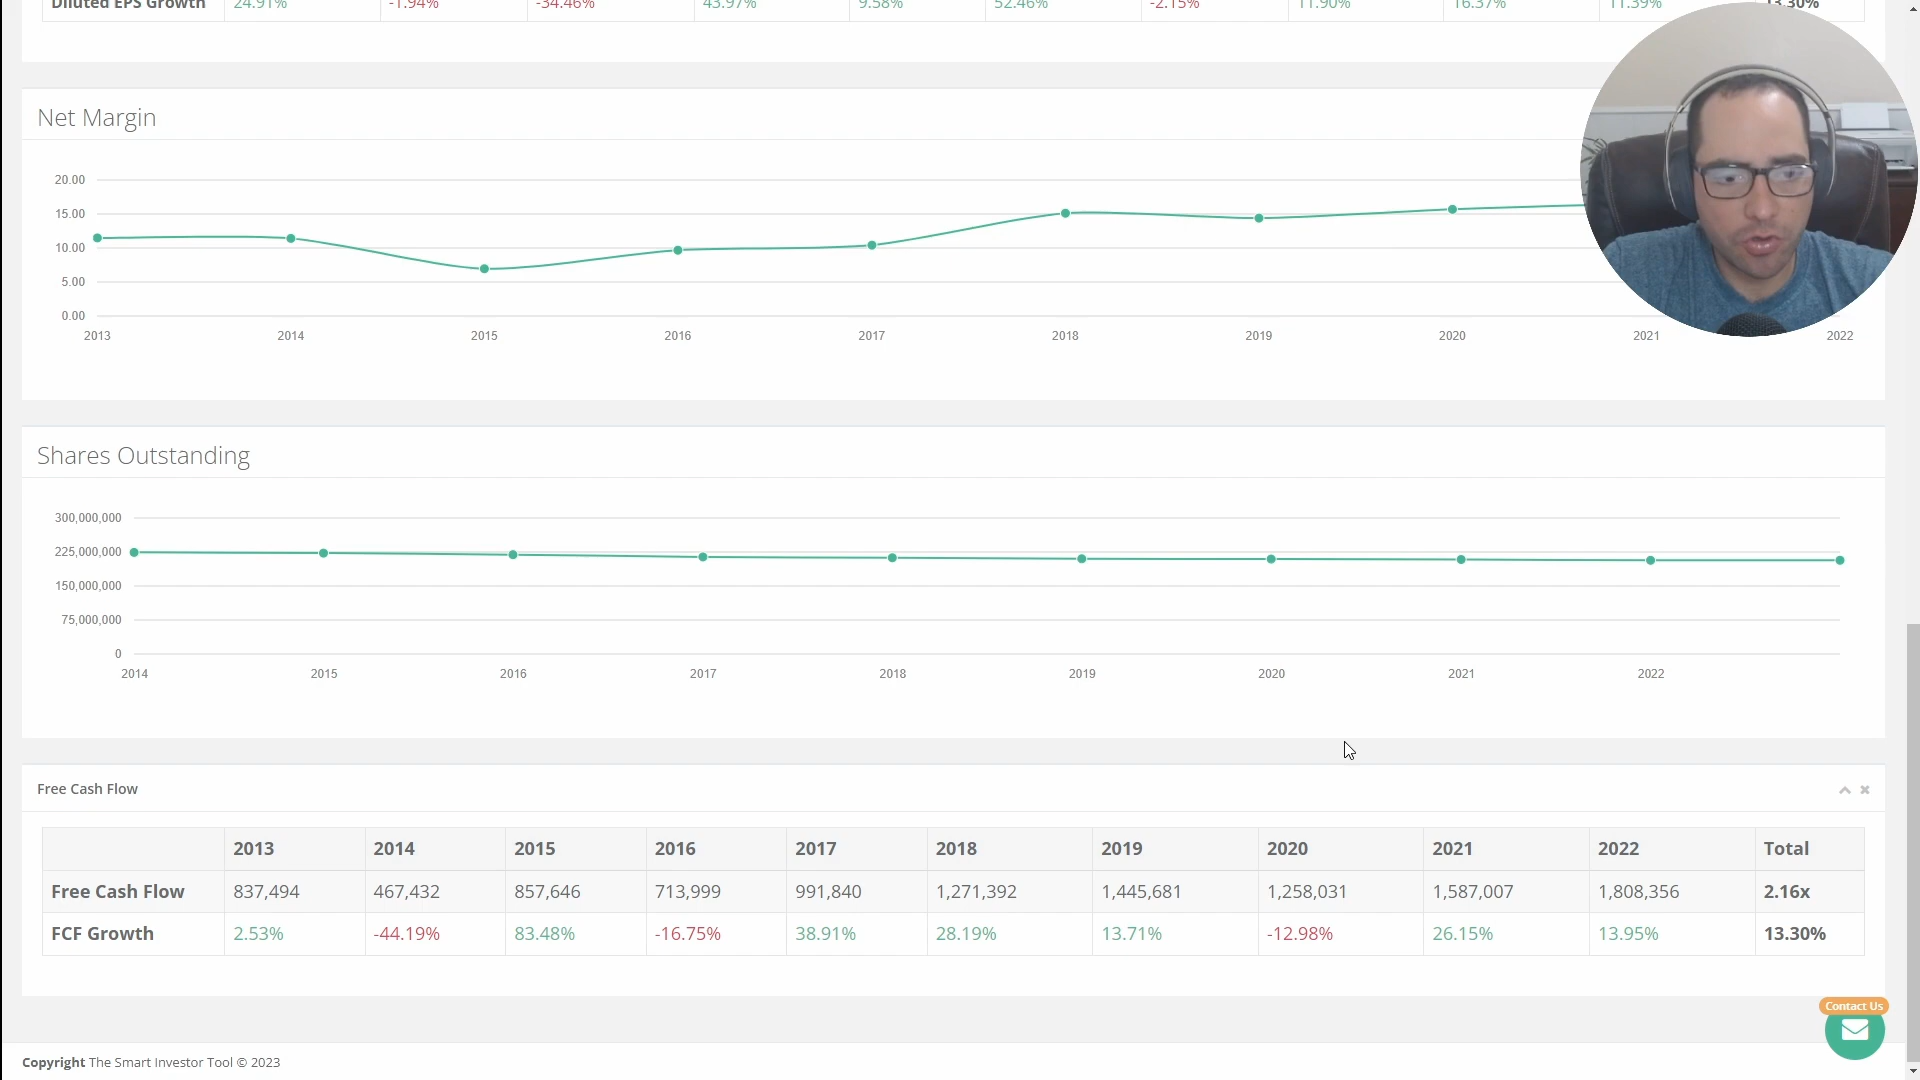 Diluted EPS Growth 24.91% -1.94% -34.46% 43.97% 9.58% 52.46% -2.15% 11.90% 16.37% 11.39% 13.30%
Net Margin
20.00
15.00
10.00
5.00
0.00
2013 2014 2015 2016 2017 2018 2019 2020 2021 2022
Shares Outstanding
300,000,000
225,000,000
150,000,000
75,000,000
0
2014 2015 2016 2017 2018 2019 2020 2021 2022
Free Cash Flow
2013 2014 2015 2016 2017 2018 2019 2020 2021 2022 Total
Free Cash Flow 837,494 467,432 857,646 713,999 991,840 1,271,392 1,445,681 1,258,031 1,587,007 1,808,356 2.16x
FCF Growth 2.53% -44.19% 83.48% -16.75% 38.91% 28.19% 13.71% -12.98% 26.15% 13.95% 13.30%
Contact Us
Copyright The Smart Investor Tool © 2023